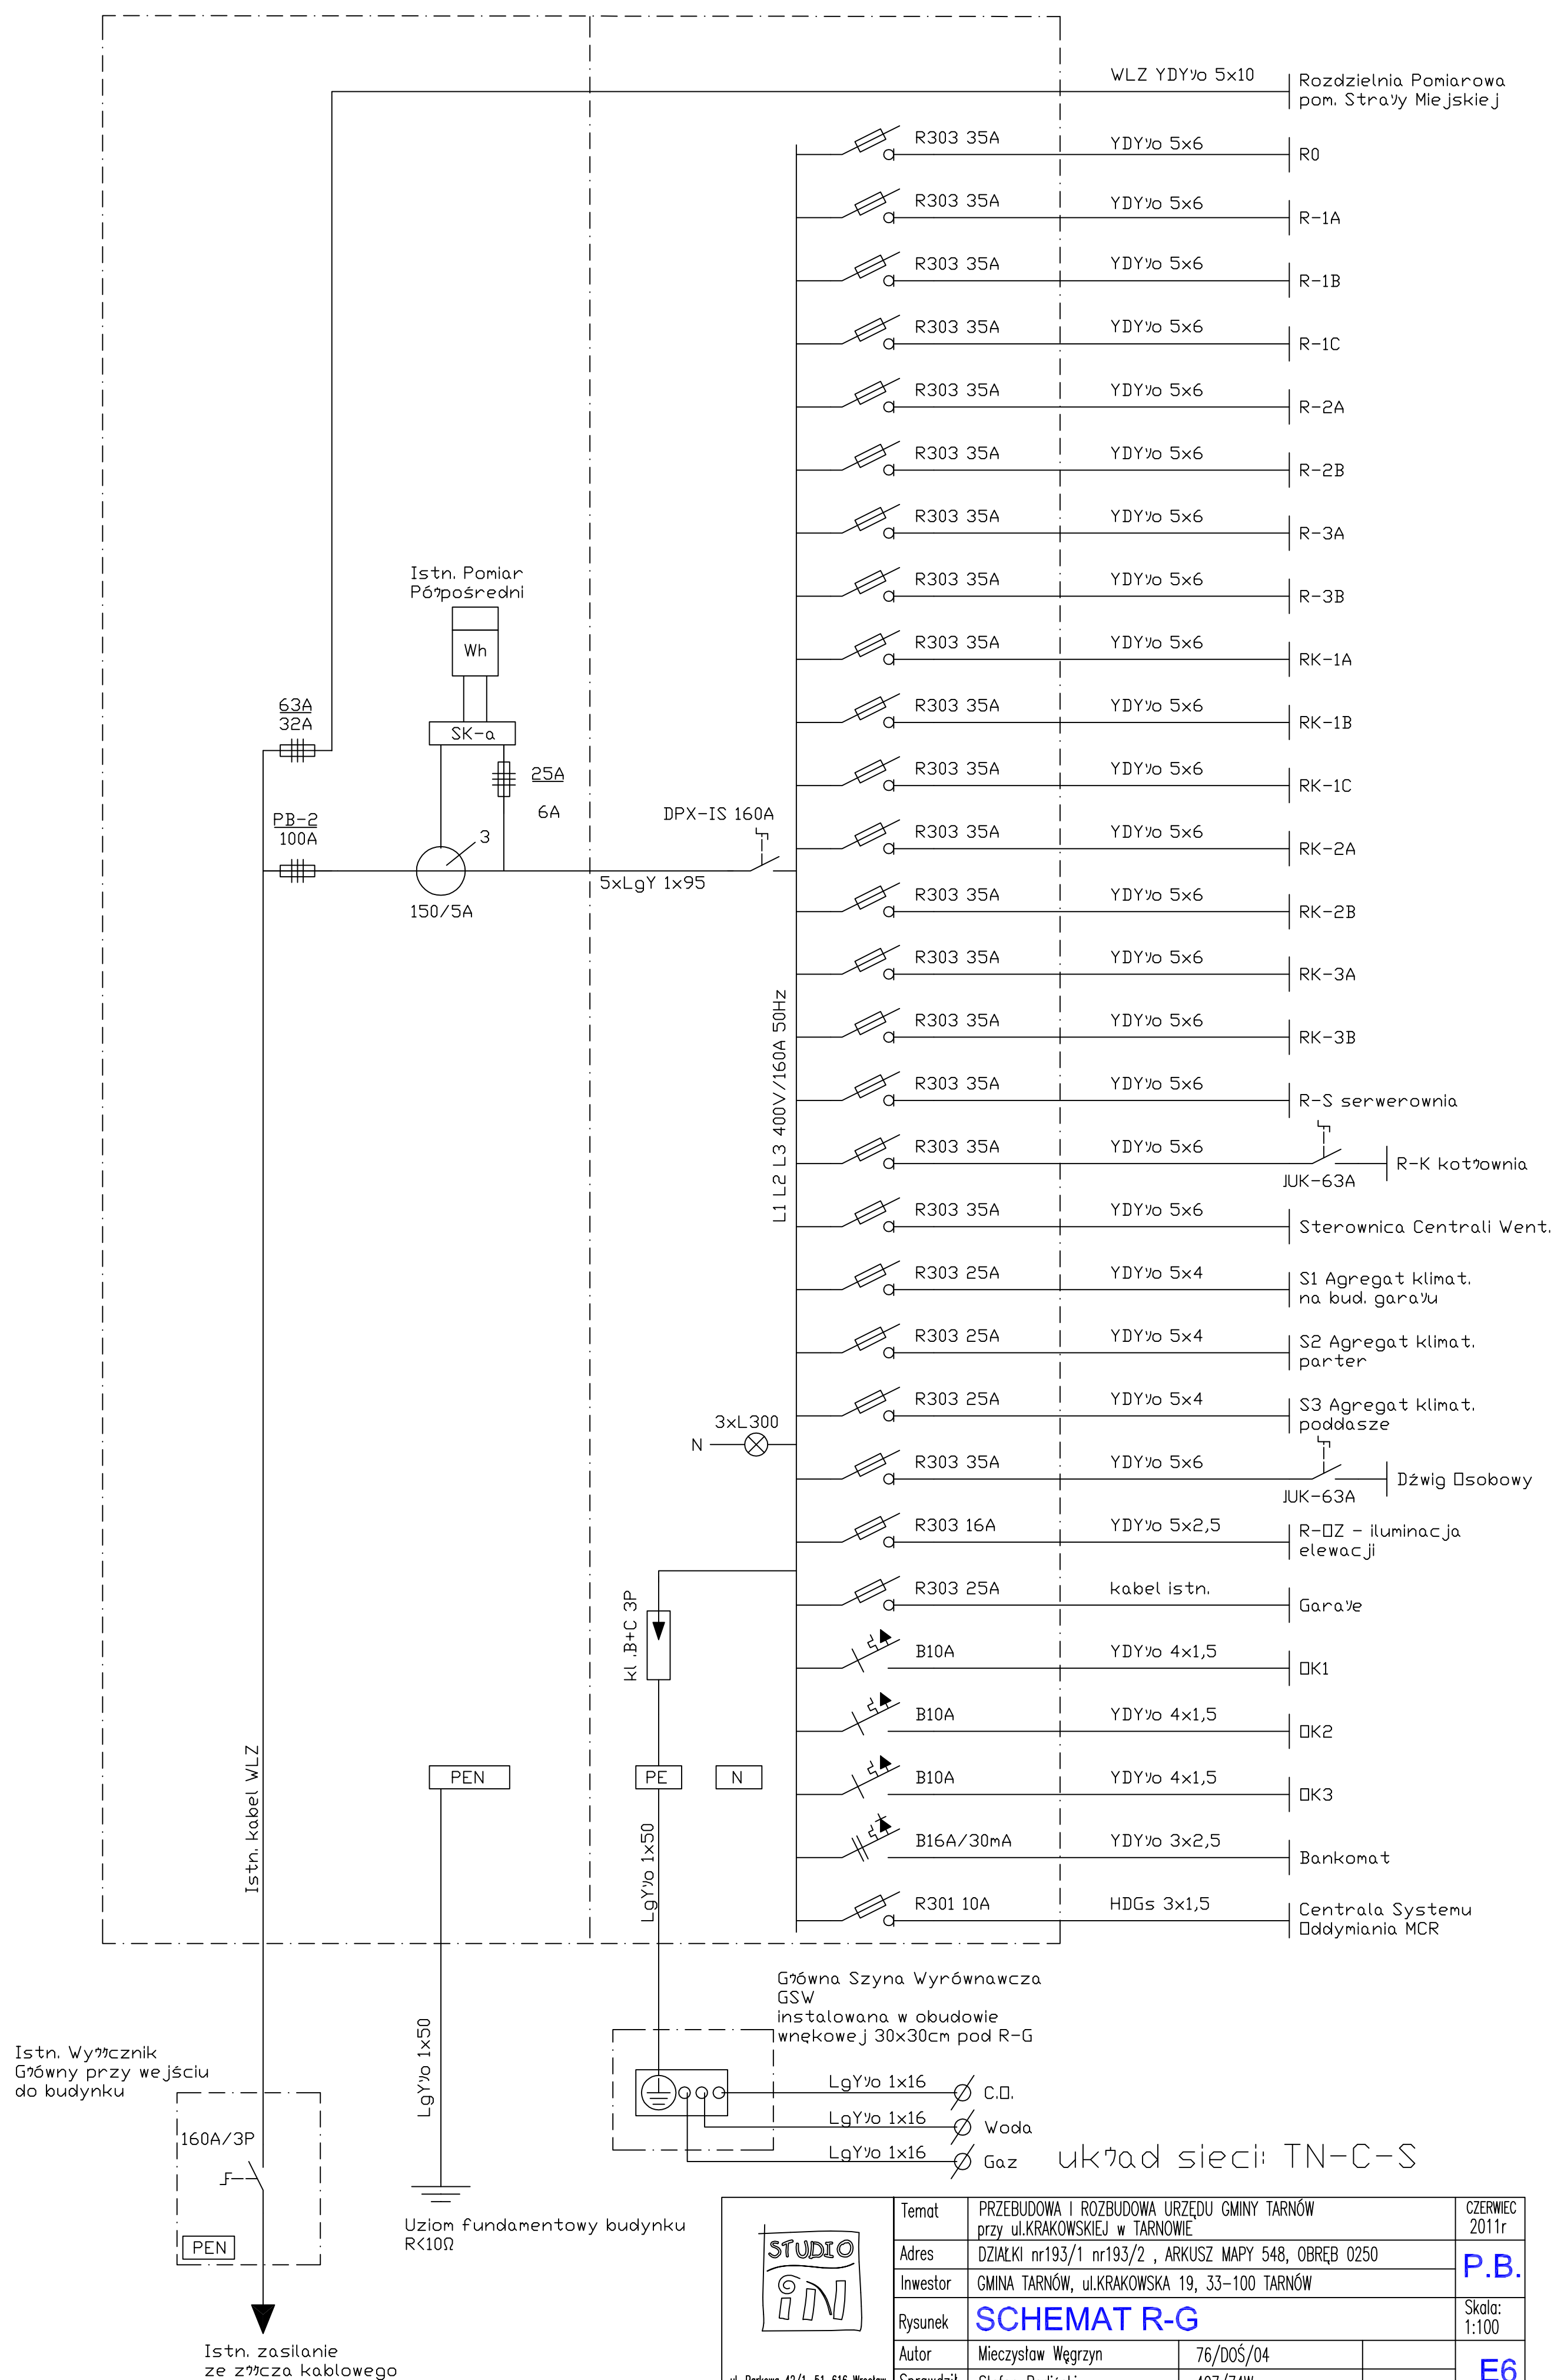 WLZ YDYżo 5x10
Rozdzielnia Pomiarowa
pom. Straży Miejskiej
R303 35A YDYżo 5x6 R0
R303 35A YDYżo 5x6 R-1A
R303 35A YDYżo 5x6 R-1B
R303 35A YDYżo 5x6 R-1C
R303 35A YDYżo 5x6 R-2A
R303 35A YDYżo 5x6 R-2B
R303 35A YDYżo 5x6 R-3A
R303 35A YDYżo 5x6 R-3B
R303 35A YDYżo 5x6 RK-1A
R303 35A YDYżo 5x6 RK-1B
R303 35A YDYżo 5x6 RK-1C
R303 35A YDYżo 5x6 RK-2A
R303 35A YDYżo 5x6 RK-2B
R303 35A YDYżo 5x6 RK-3A
R303 35A YDYżo 5x6 RK-3B
R303 35A YDYżo 5x6 R-S serwerownia
R303 35A YDYżo 5x6 JUK-63A R-K kotłownia
R303 35A YDYżo 5x6 Sterownica Centrali Went.
R303 25A YDYżo 5x4 S1 Agregat klimat.
na bud. garażu
R303 25A YDYżo 5x4 S2 Agregat klimat.
parter
R303 25A YDYżo 5x4 S3 Agregat klimat.
poddasze
R303 35A YDYżo 5x6 JUK-63A Dźwig Osobowy
R303 16A YDYżo 5x2,5 R-OZ - iluminacja
elewacji
R303 25A kabel istn. Garaże
B10A YDYżo 4x1,5 OK1
B10A YDYżo 4x1,5 OK2
B10A YDYżo 4x1,5 OK3
B16A/30mA YDYżo 3x2,5 Bankomat
R301 10A HDGs 3x1,5 Centrala Systemu
Oddymiania MCR
Istn. Pomiar
Półpośredni
Wh
SK-a
63A
32A
25A
6A
PB-2
100A
3
150/5A
DPX-IS 160A
5xLgY 1x95
L1 L2 L3 400V/160A 50Hz
3xL300
N
kl .B+C 3P
PEN
PE
N
Istn. kabel WLZ
LgYżo 1x50
LgYżo 1x50
Główna Szyna Wyrównawcza
GSW
instalowana w obudowie
wnękowej 30x30cm pod R-G
LgYżo 1x16 C.O.
LgYżo 1x16 Woda
LgYżo 1x16 Gaz
Istn. Wyłącznik
Główny przy wejściu
do budynku
160A/3P
PEN
Uziom fundamentowy budynku
R<10Ω
Istn. zasilanie
ze złącza kablowego
układ sieci: TN-C-S
STUDIO
iN
Temat PRZEBUDOWA I ROZBUDOWA URZĘDU GMINY TARNÓW
przy ul.KRAKOWSKIEJ w TARNOWIE
CZERWIEC
2011r
Adres DZIAŁKI nr193/1 nr193/2 , ARKUSZ MAPY 548, OBRĘB 0250
P.B.
Inwestor GMINA TARNÓW, ul.KRAKOWSKA 19, 33-100 TARNÓW
Rysunek SCHEMAT R-G
Skala:
1:100
Autor Mieczysław Węgrzyn 76/DOŚ/04
E6